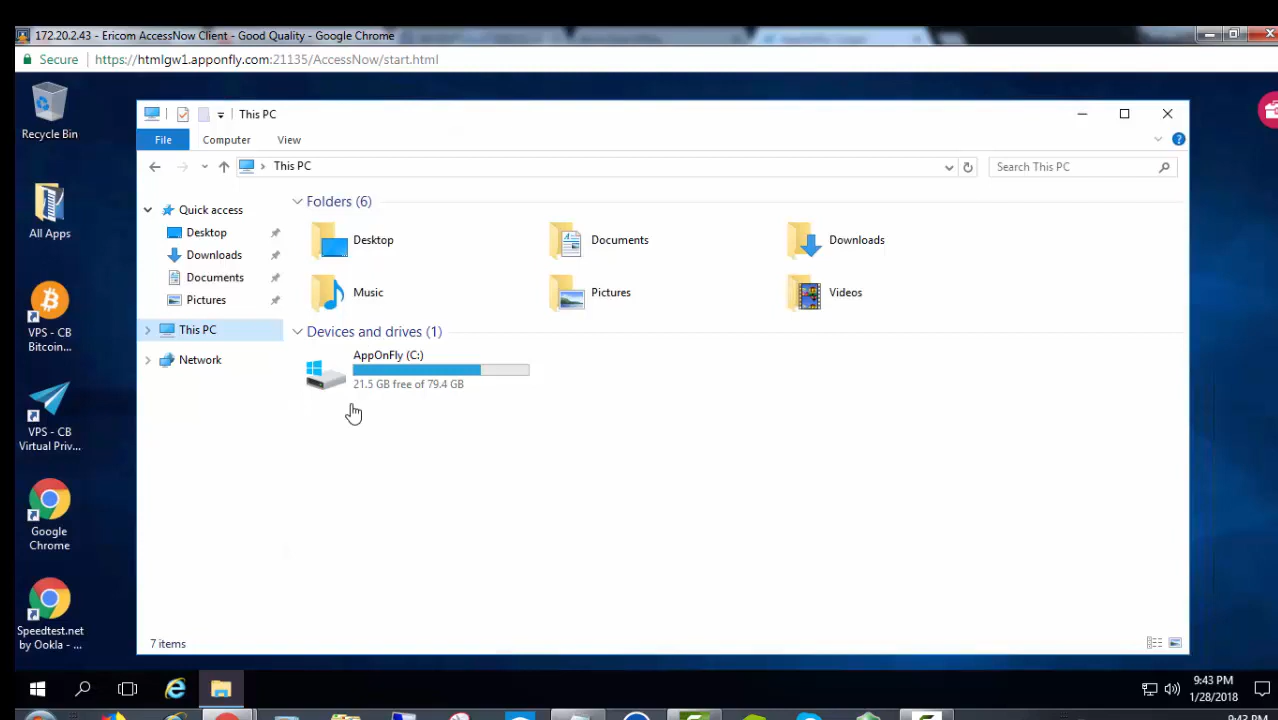 172.20.2.43 - Ericom AccessNow Client - Good Quality - Google Chrome
Secure https://htmlgw1.apponfly.com:21135/AccessNow/start.html
Recycle Bin
All Apps
VPS - CB
Bitcoin...
VPS - CB
Virtual Priv...
Google
Chrome
Speedtest.net
by Ookla - ...
This PC
File Computer View
This PC
Search This PC
Quick access
Desktop
Downloads
Documents
Pictures
This PC
Network
Folders (6)
Desktop
Documents
Downloads
Music
Pictures
Videos
Devices and drives (1)
AppOnFly (C:)
21.5 GB free of 79.4 GB
7 items
9:43 PM
1/28/2018
9:43 PM